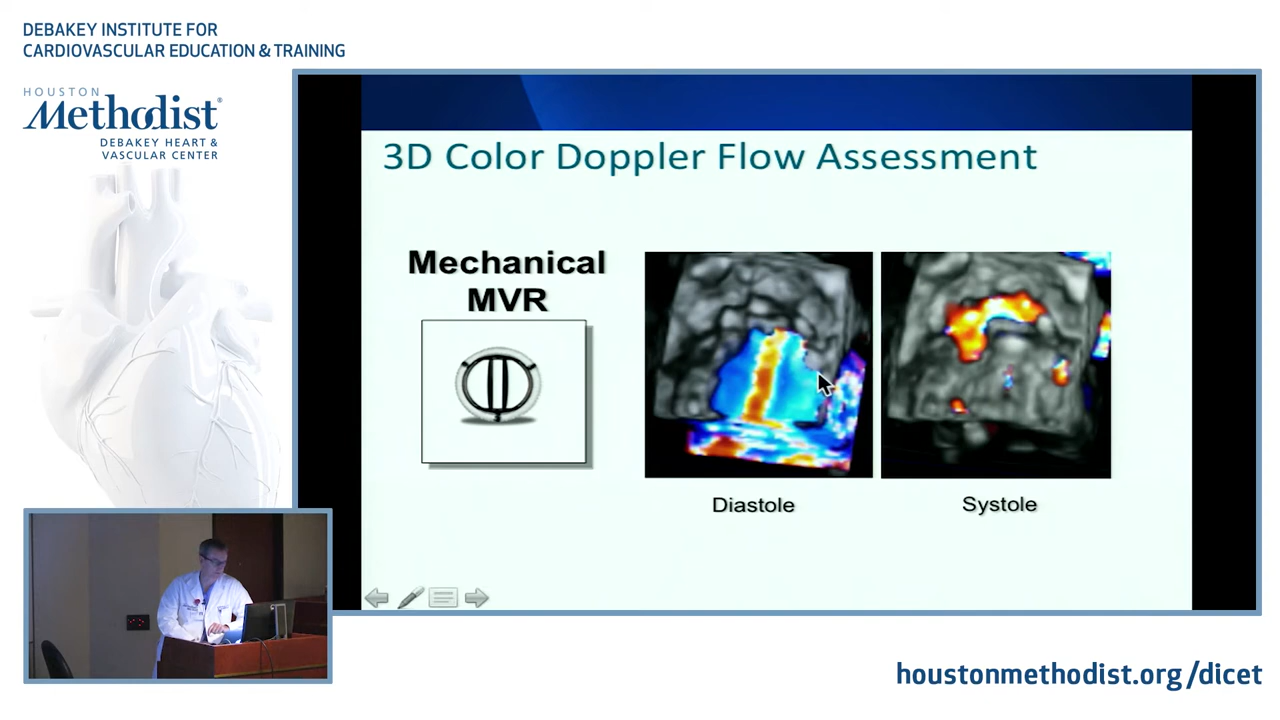 DEBAKEY INSTITUTE FOR
CARDIOVASCULAR EDUCATION & TRAINING
HOUSTON
Methodist®
DEBAKEY HEART &
VASCULAR CENTER
3D Color Doppler Flow Assessment
Mechanical
MVR
Diastole
Systole
houstonmethodist.org/dicet